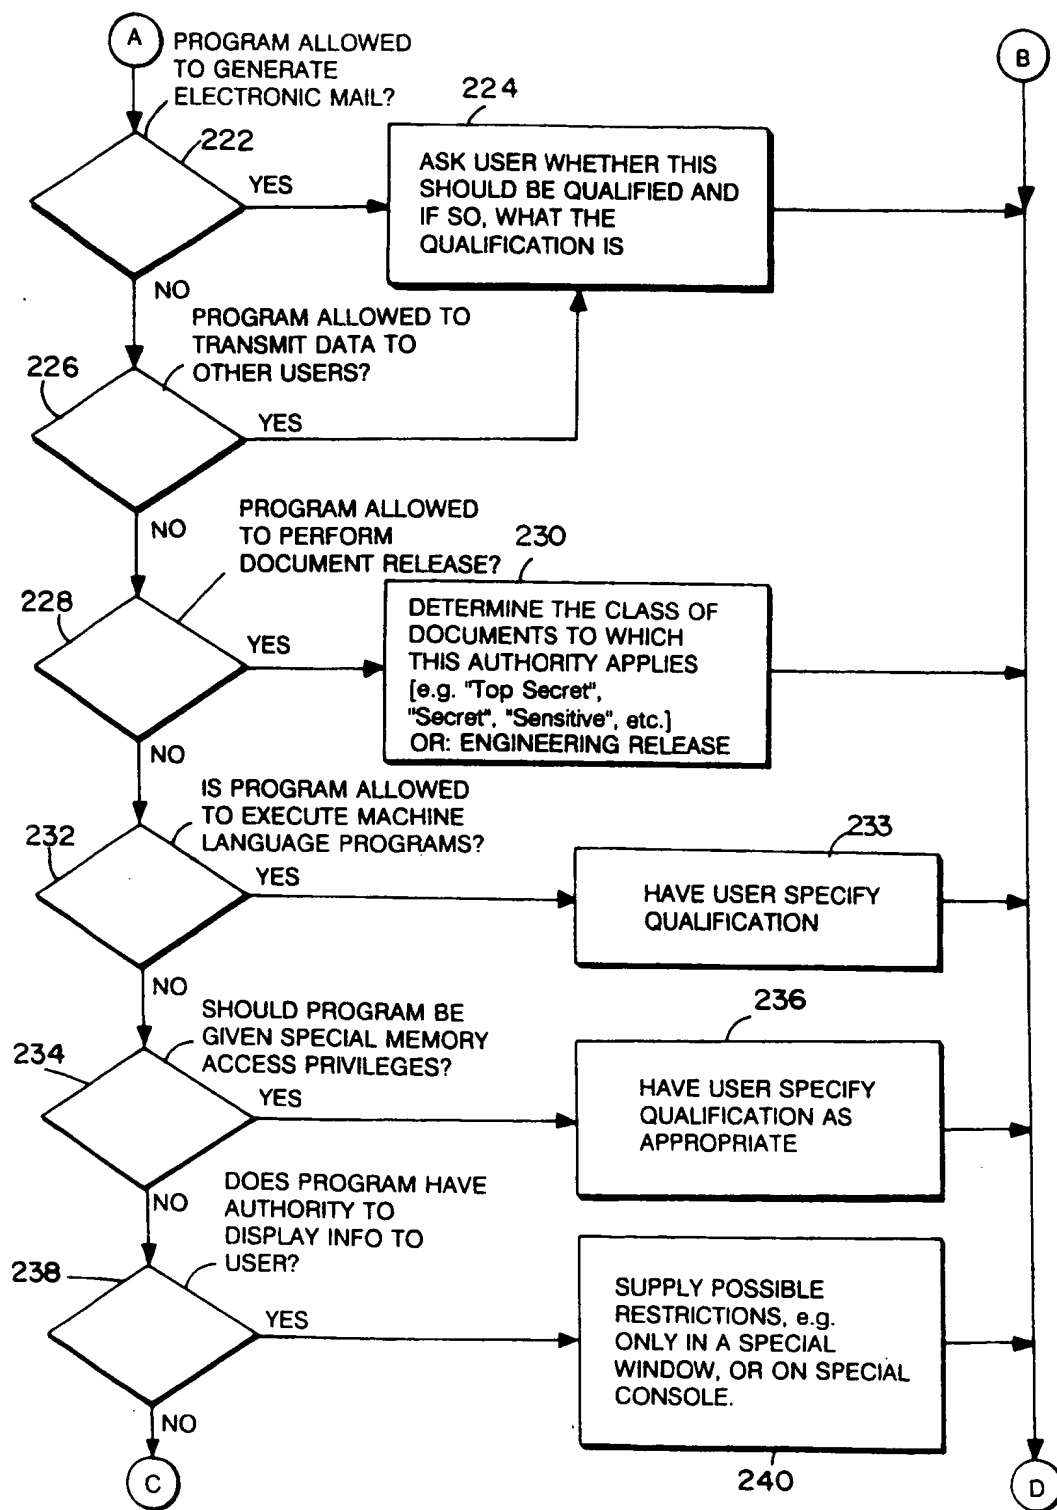 A
PROGRAM ALLOWED
TO GENERATE
ELECTRONIC MAIL?
B
222
YES
224
ASK USER WHETHER THIS
SHOULD BE QUALIFIED AND
IF SO, WHAT THE
QUALIFICATION IS
NO
PROGRAM ALLOWED TO
TRANSMIT DATA TO
OTHER USERS?
226
YES
NO
PROGRAM ALLOWED
TO PERFORM
DOCUMENT RELEASE?
228
YES
230
DETERMINE THE CLASS OF
DOCUMENTS TO WHICH
THIS AUTHORITY APPLIES
[e.g. "Top Secret",
"Secret", "Sensitive", etc.]
OR: ENGINEERING RELEASE
NO
IS PROGRAM ALLOWED
TO EXECUTE MACHINE
LANGUAGE PROGRAMS?
232
YES
233
HAVE USER SPECIFY
QUALIFICATION
NO
SHOULD PROGRAM BE
GIVEN SPECIAL MEMORY
ACCESS PRIVILEGES?
234
YES
236
HAVE USER SPECIFY
QUALIFICATION AS
APPROPRIATE
NO
DOES PROGRAM HAVE
AUTHORITY TO
DISPLAY INFO TO
USER?
238
YES
SUPPLY POSSIBLE
RESTRICTIONS, e.g.
ONLY IN A SPECIAL
WINDOW, OR ON SPECIAL
CONSOLE.
240
NO
C
D